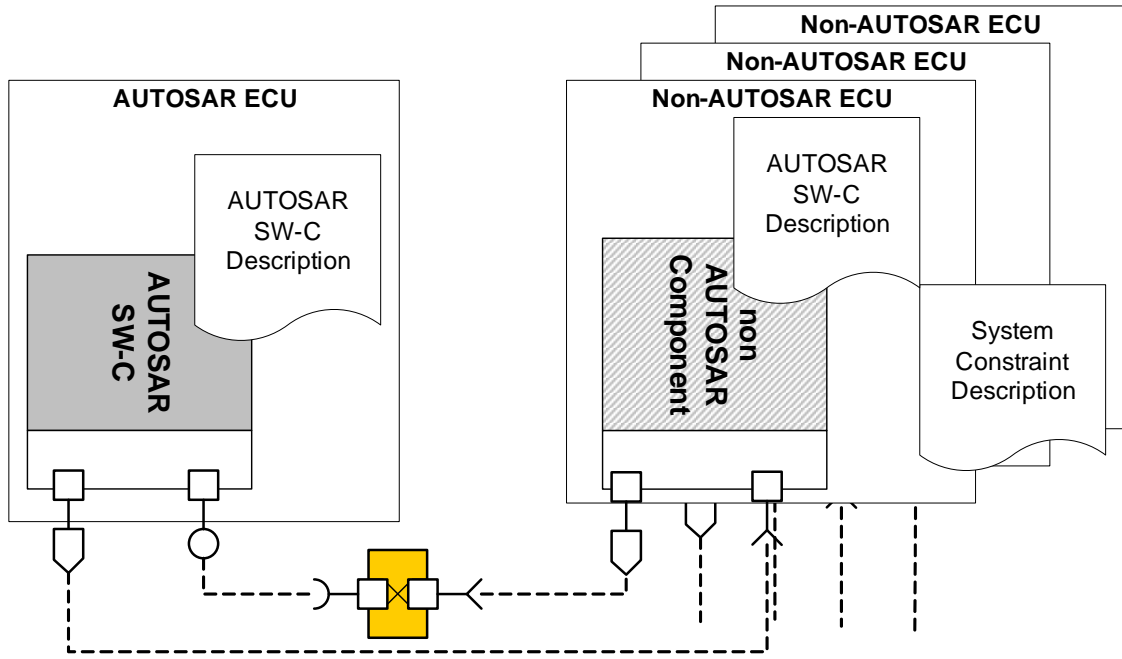 Non-AUTOSAR ECU
Non-AUTOSAR ECU
AUTOSAR ECU
Non-AUTOSAR ECU
AUTOSAR
SW-C
Description
AUTOSAR
SW-C
AUTOSAR
SW-C
Description
non
AUTOSAR
Component
System
Constraint
Description